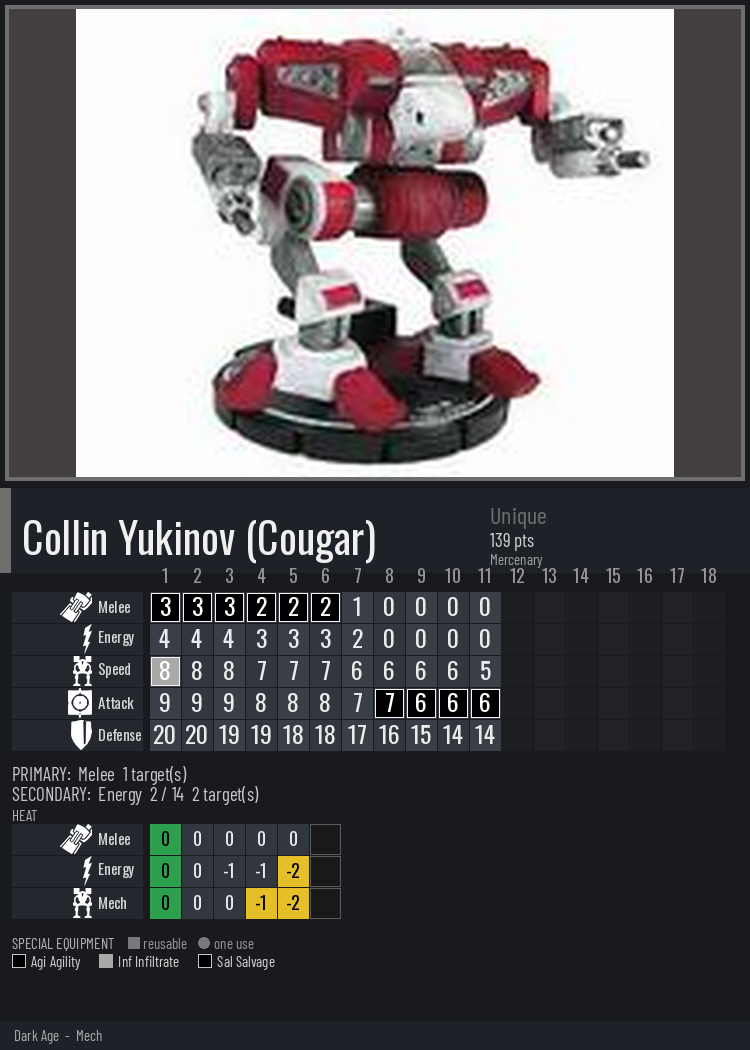 Collin Yukinov (Cougar)
Unique
139 pts
Mercenary
1 2 3 4 5 6 7 8 9 10 11 12 13 14 15 16 17 18
Melee 3 3 3 2 2 2 1 0 0 0 0
Energy 4 4 4 3 3 3 2 0 0 0 0
Speed 8 8 8 7 7 7 6 6 6 6 5
Attack 9 9 9 8 8 8 7 7 6 6 6
Defense 20 20 19 19 18 18 17 16 15 14 14
PRIMARY: Melee 1 target(s)
SECONDARY: Energy 2 / 14 2 target(s)
HEAT
Melee 0 0 0 0 0
Energy 0 0 -1 -1 -2
Mech 0 0 0 -1 -2
SPECIAL EQUIPMENT reusable one use
Agi Agility Inf Infiltrate Sal Salvage
Dark Age - Mech